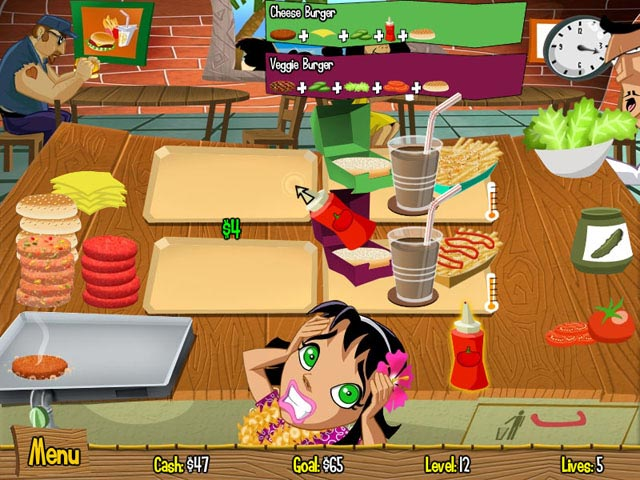 Cheese Burger
Veggie Burger
$4
Menu
Cash: $47
Goal: $65
Level: 12
Lives: 5